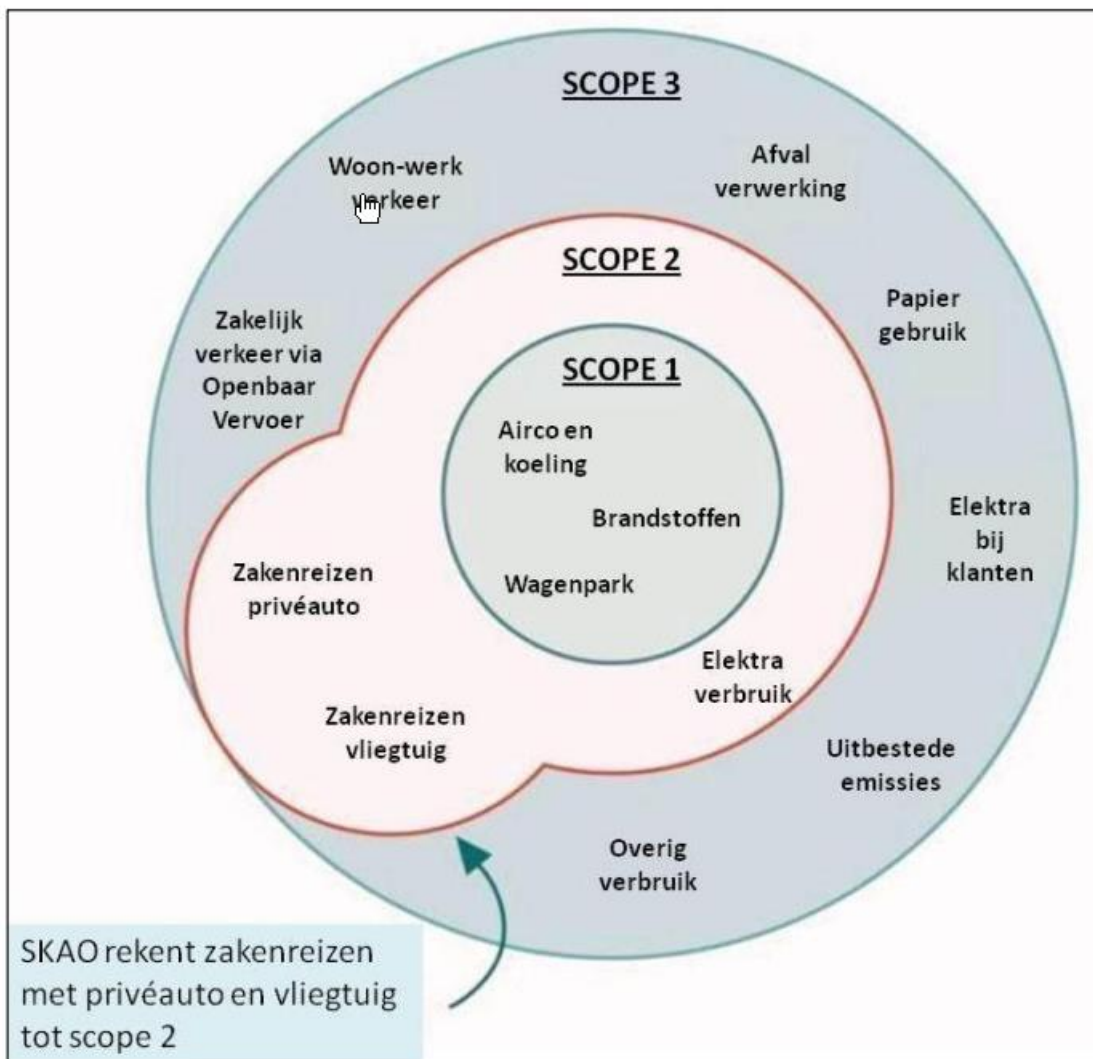 SCOPE 3
Woon-werk
verkeer
Afval
verwerking
SCOPE 2
Papier
gebruik
Zakelijk
verkeer via
Openbaar
Vervoer
SCOPE 1
Airco en
koeling
Brandstoffen
Wagenpark
Elektra
bij
klanten
Zakenreizen
privéauto
Elektra
verbruik
Zakenreizen
vliegtuig
Uitbestede
emissies
Overig
verbruik
SKAO rekent zakenreizen
met privéauto en vliegtuig
tot scope 2